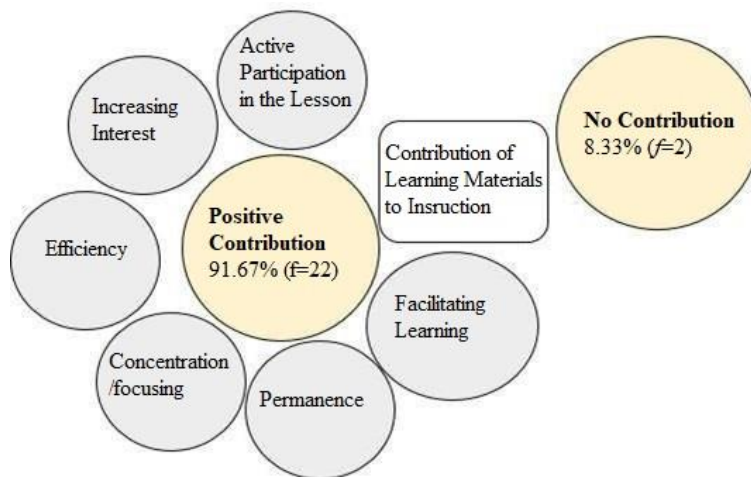 Active
Participation
in the Lesson
Increasing
Interest
No Contribution
8.33% (f=2)
Contribution of
Learning Materials
to Insruction
Positive
Contribution
91.67% (f=22)
Efficiency
Facilitating
Learning
Concentration
/focusing
Permanence